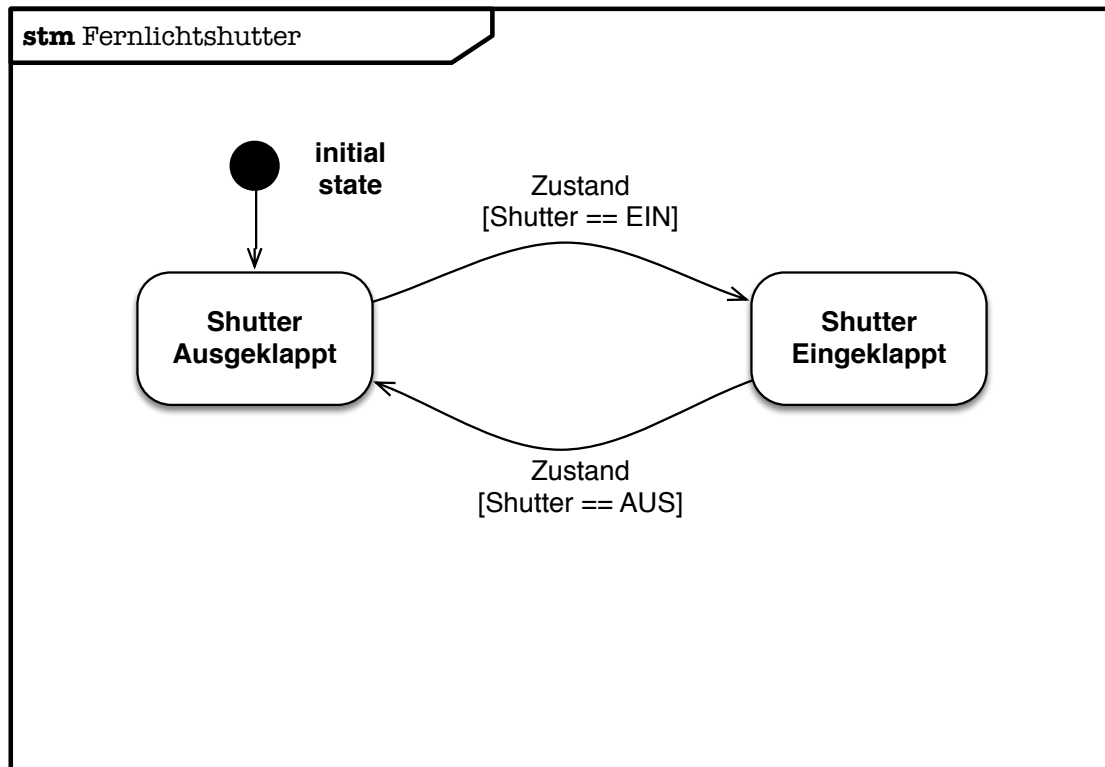 stm Fernlichtshutter
initial
state
Zustand
[Shutter == EIN]
Shutter
Ausgeklappt
Shutter
Eingeklappt
Zustand
[Shutter == AUS]